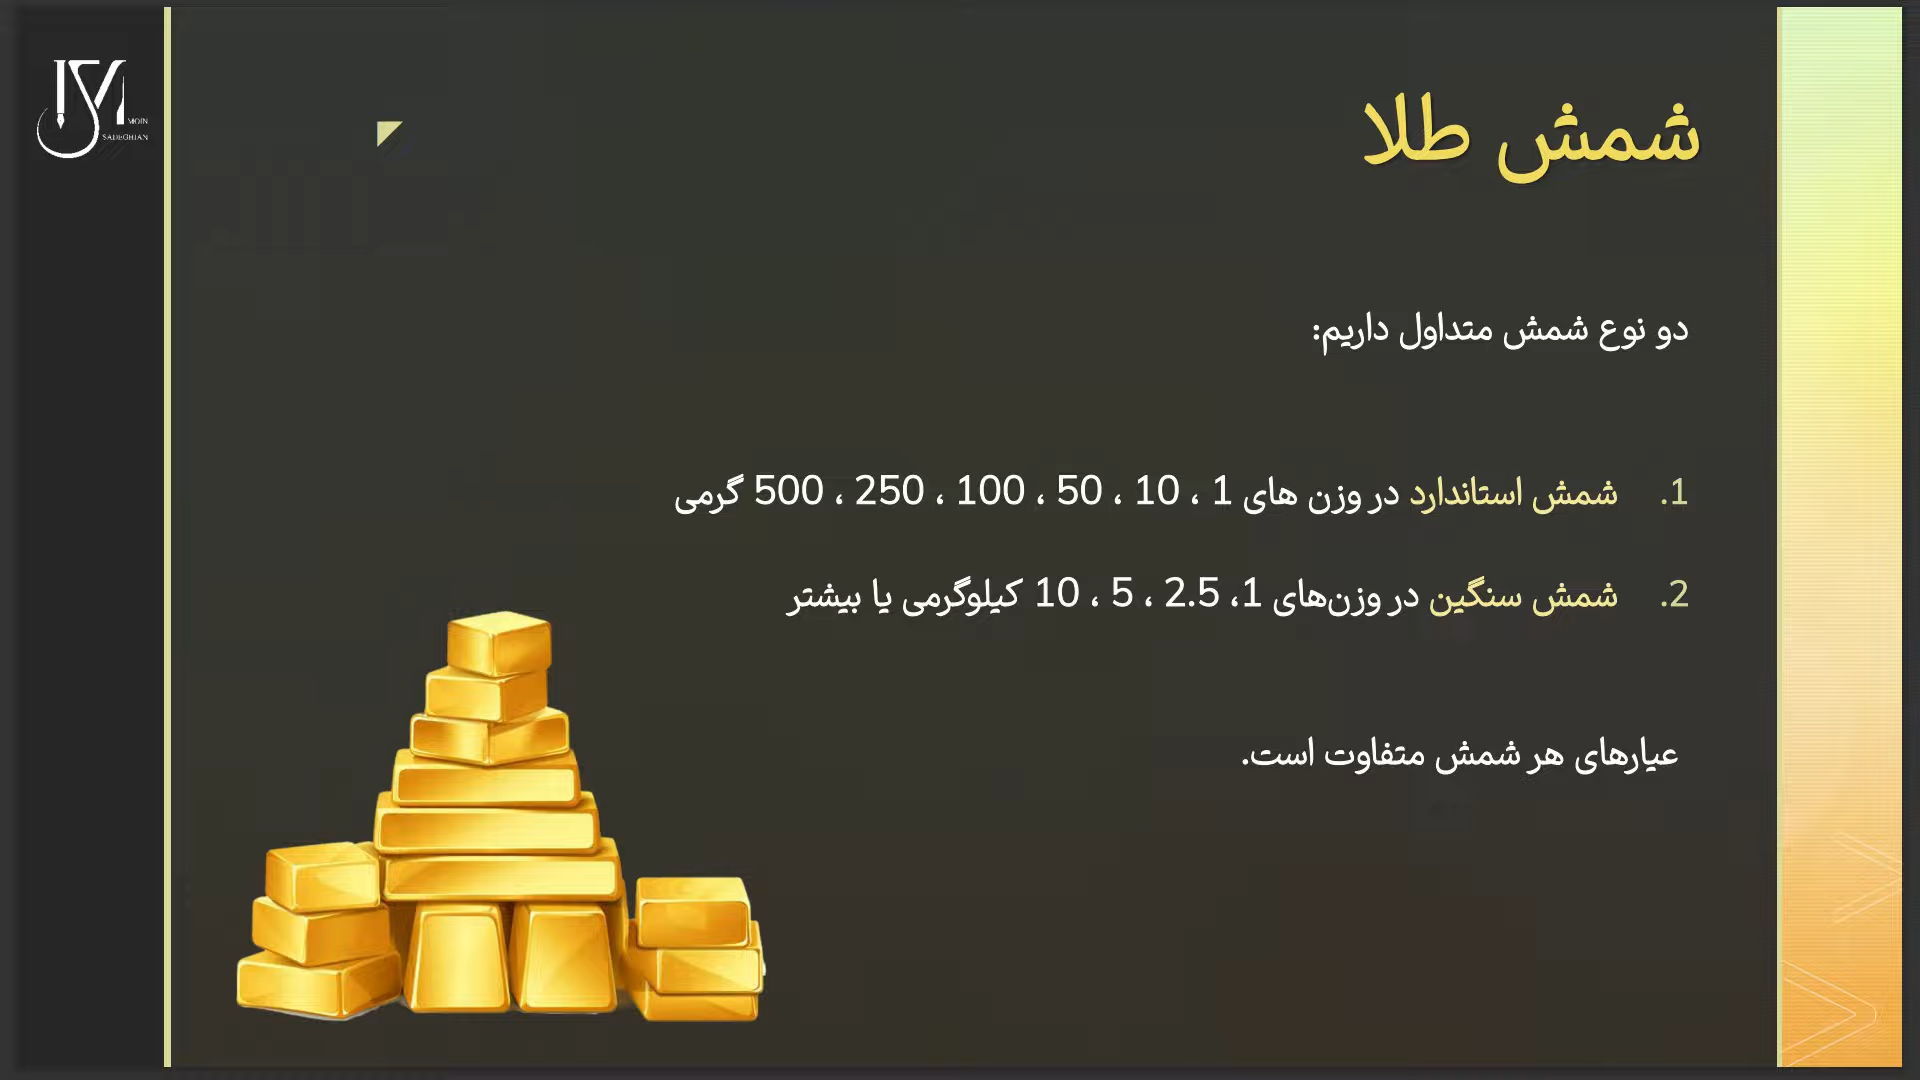 MOIN
SADEGHIAN
شمش طلا
دو نوع شمش متداول داریم:
1. شمش استاندارد در وزن های 1 ، 10 ، 50 ، 100 ، 250 ، 500 گرمی
2. شمش سنگین در وزن‌های 1، 2.5 ، 5 ، 10 کیلوگرمی یا بیشتر
عیارهای هر شمش متفاوت است.